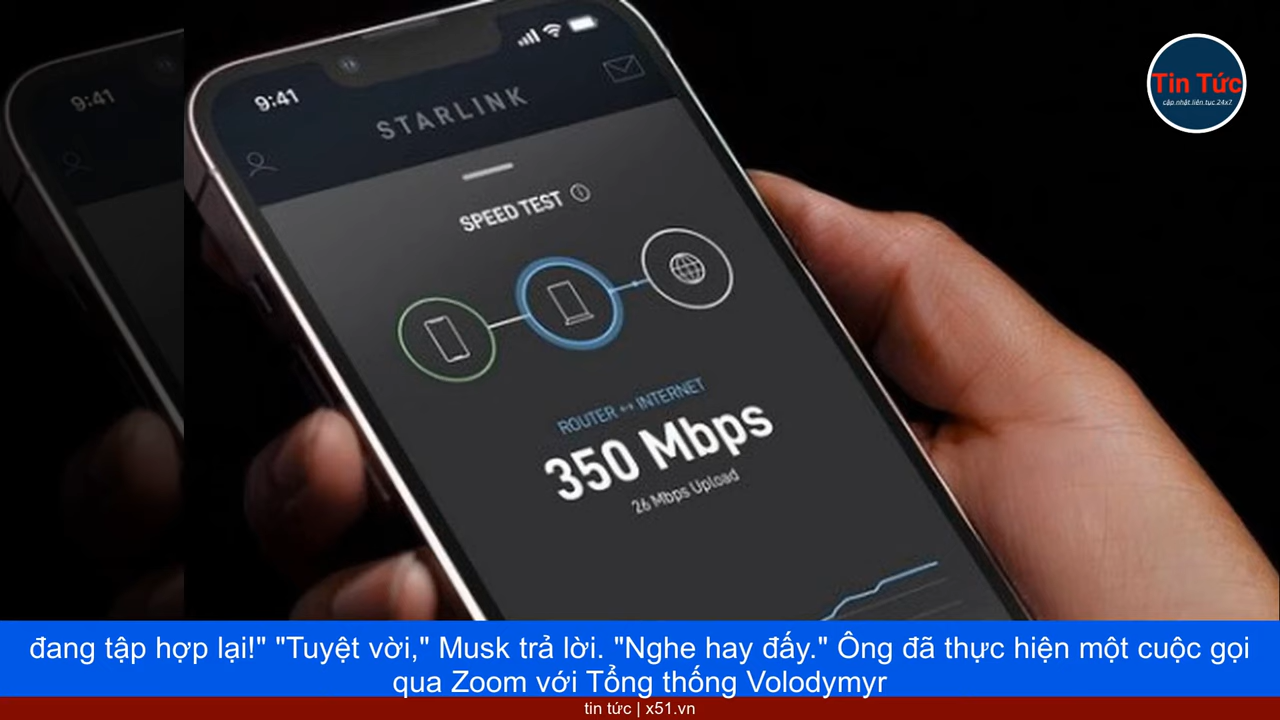 9:41
9:41
STARLINK
SPEED TEST
ROUTER ↔ INTERNET
350 Mbps
26 Mbps Upload
Tin Tức
cập.nhật.liên.tục.24x7
đang tập hợp lại!" "Tuyệt vời," Musk trả lời. "Nghe hay đấy." Ông đã thực hiện một cuộc gọi
qua Zoom với Tổng thống Volodymyr
tin tức | x51.vn